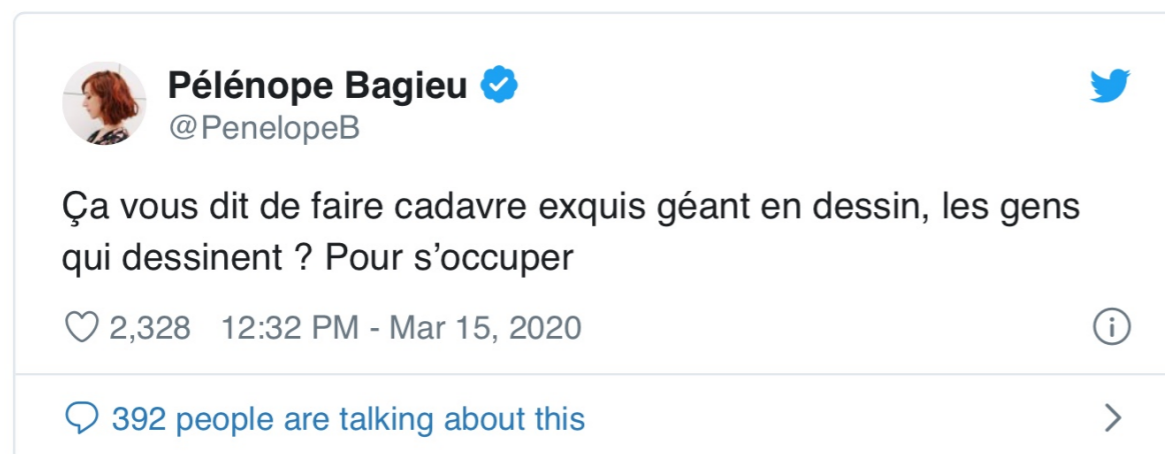 Pélénope Bagieu
@PenelopeB
Ça vous dit de faire cadavre exquis géant en dessin, les gens
qui dessinent ? Pour s’occuper
2,328 12:32 PM - Mar 15, 2020
392 people are talking about this